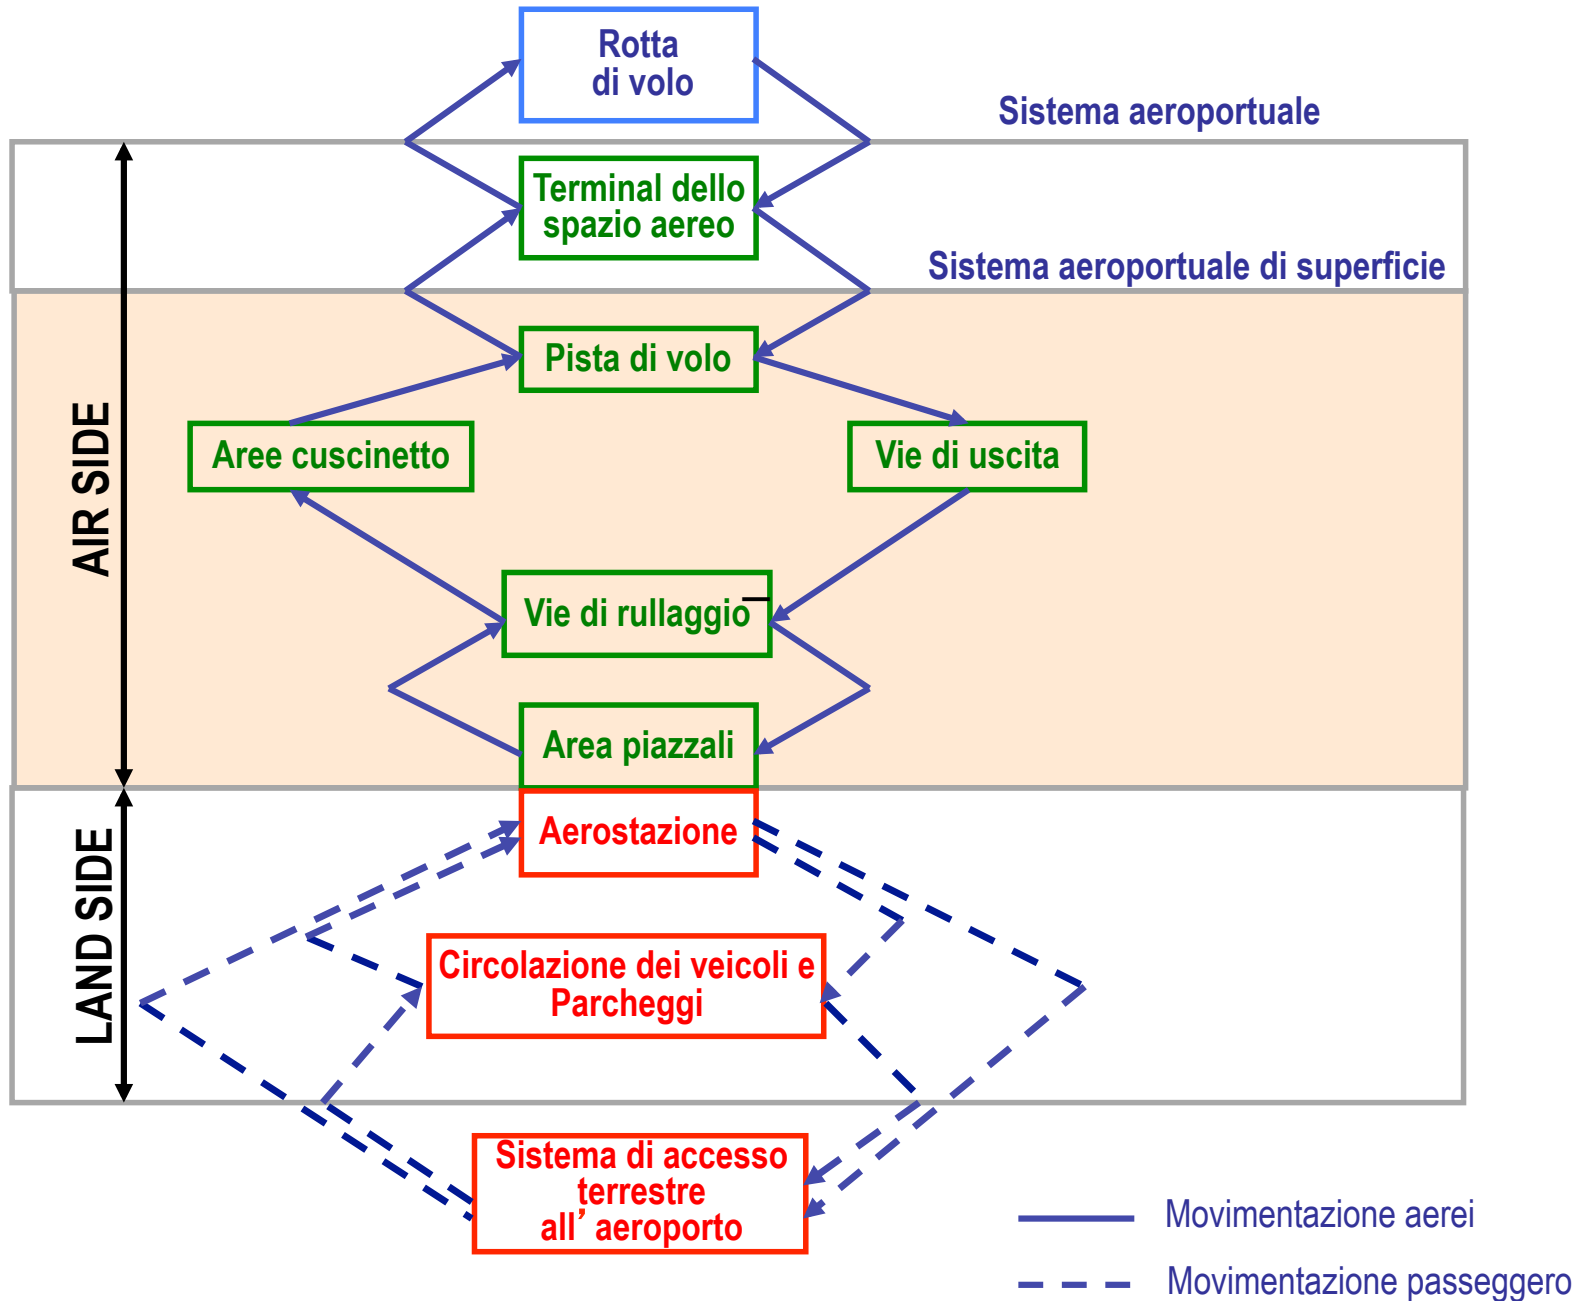 Rotta
di volo
Sistema aeroportuale
Terminal dello
spazio aereo
Sistema aeroportuale di superficie
Pista di volo
Aree cuscinetto
Vie di uscita
AIR SIDE
Vie di rullaggio
Area piazzali
Aerostazione
LAND SIDE
Circolazione dei veicoli e
Parcheggi
Sistema di accesso
terrestre
all’ aeroporto
Movimentazione aerei
Movimentazione passeggero